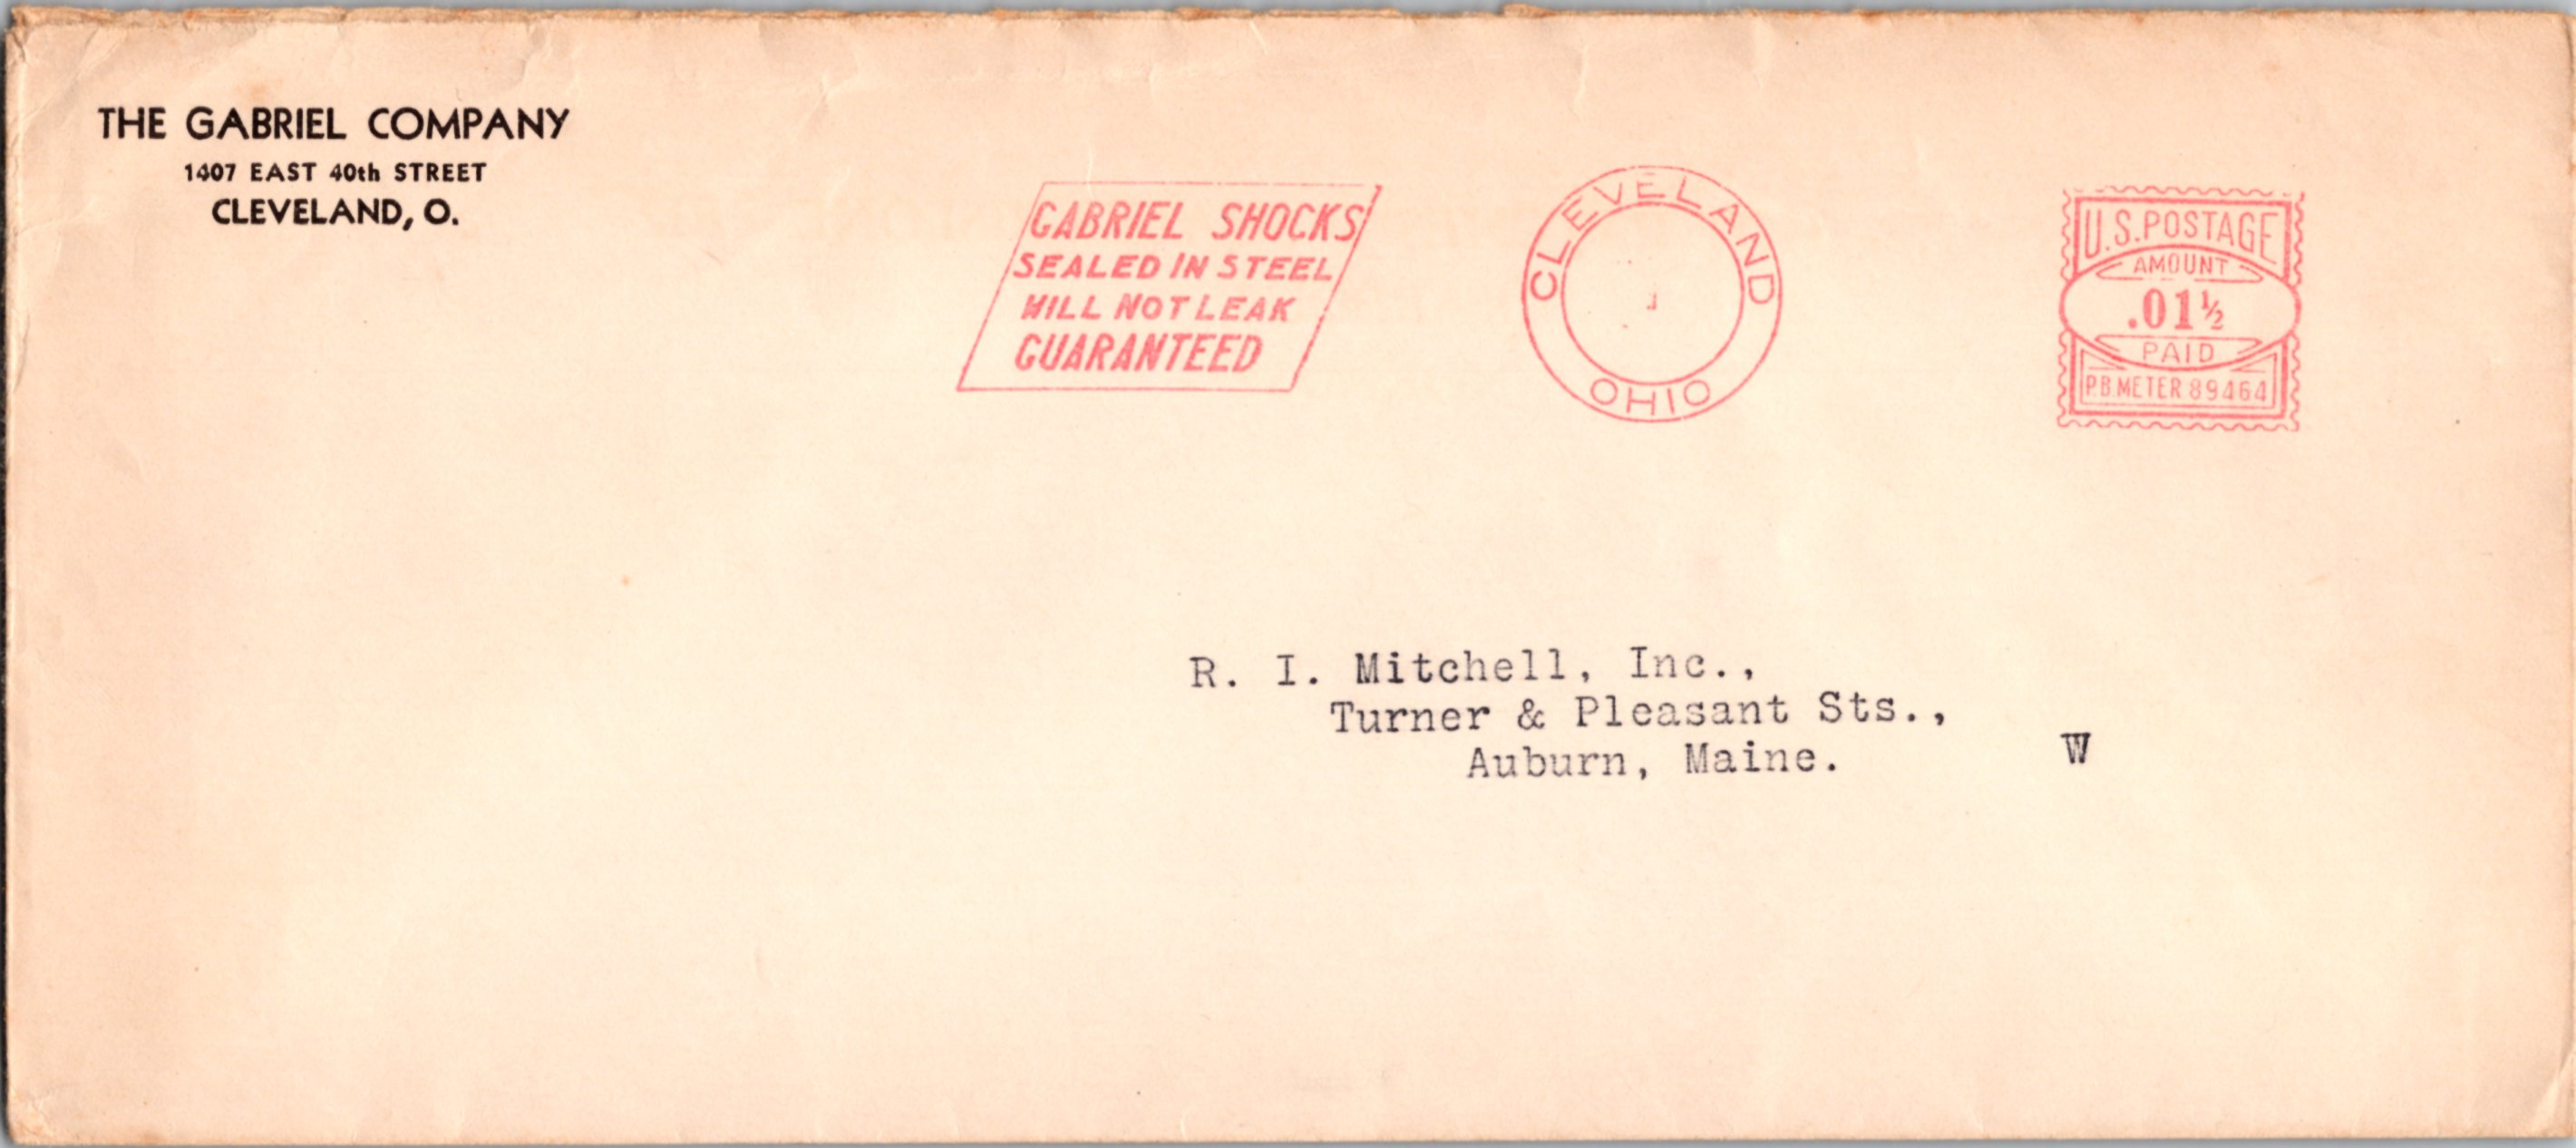 THE GABRIEL COMPANY
1407 EAST 40th STREET
CLEVELAND, O.
GABRIEL SHOCKS
SEALED IN STEEL
WILL NOT LEAK
GUARANTEED
CLEVELAND
OHIO
U.S. POSTAGE
AMOUNT
.01½
PAID
P.B. METER 89464
R. I. Mitchell, Inc.,
Turner & Pleasant Sts.,
Auburn, Maine.
W